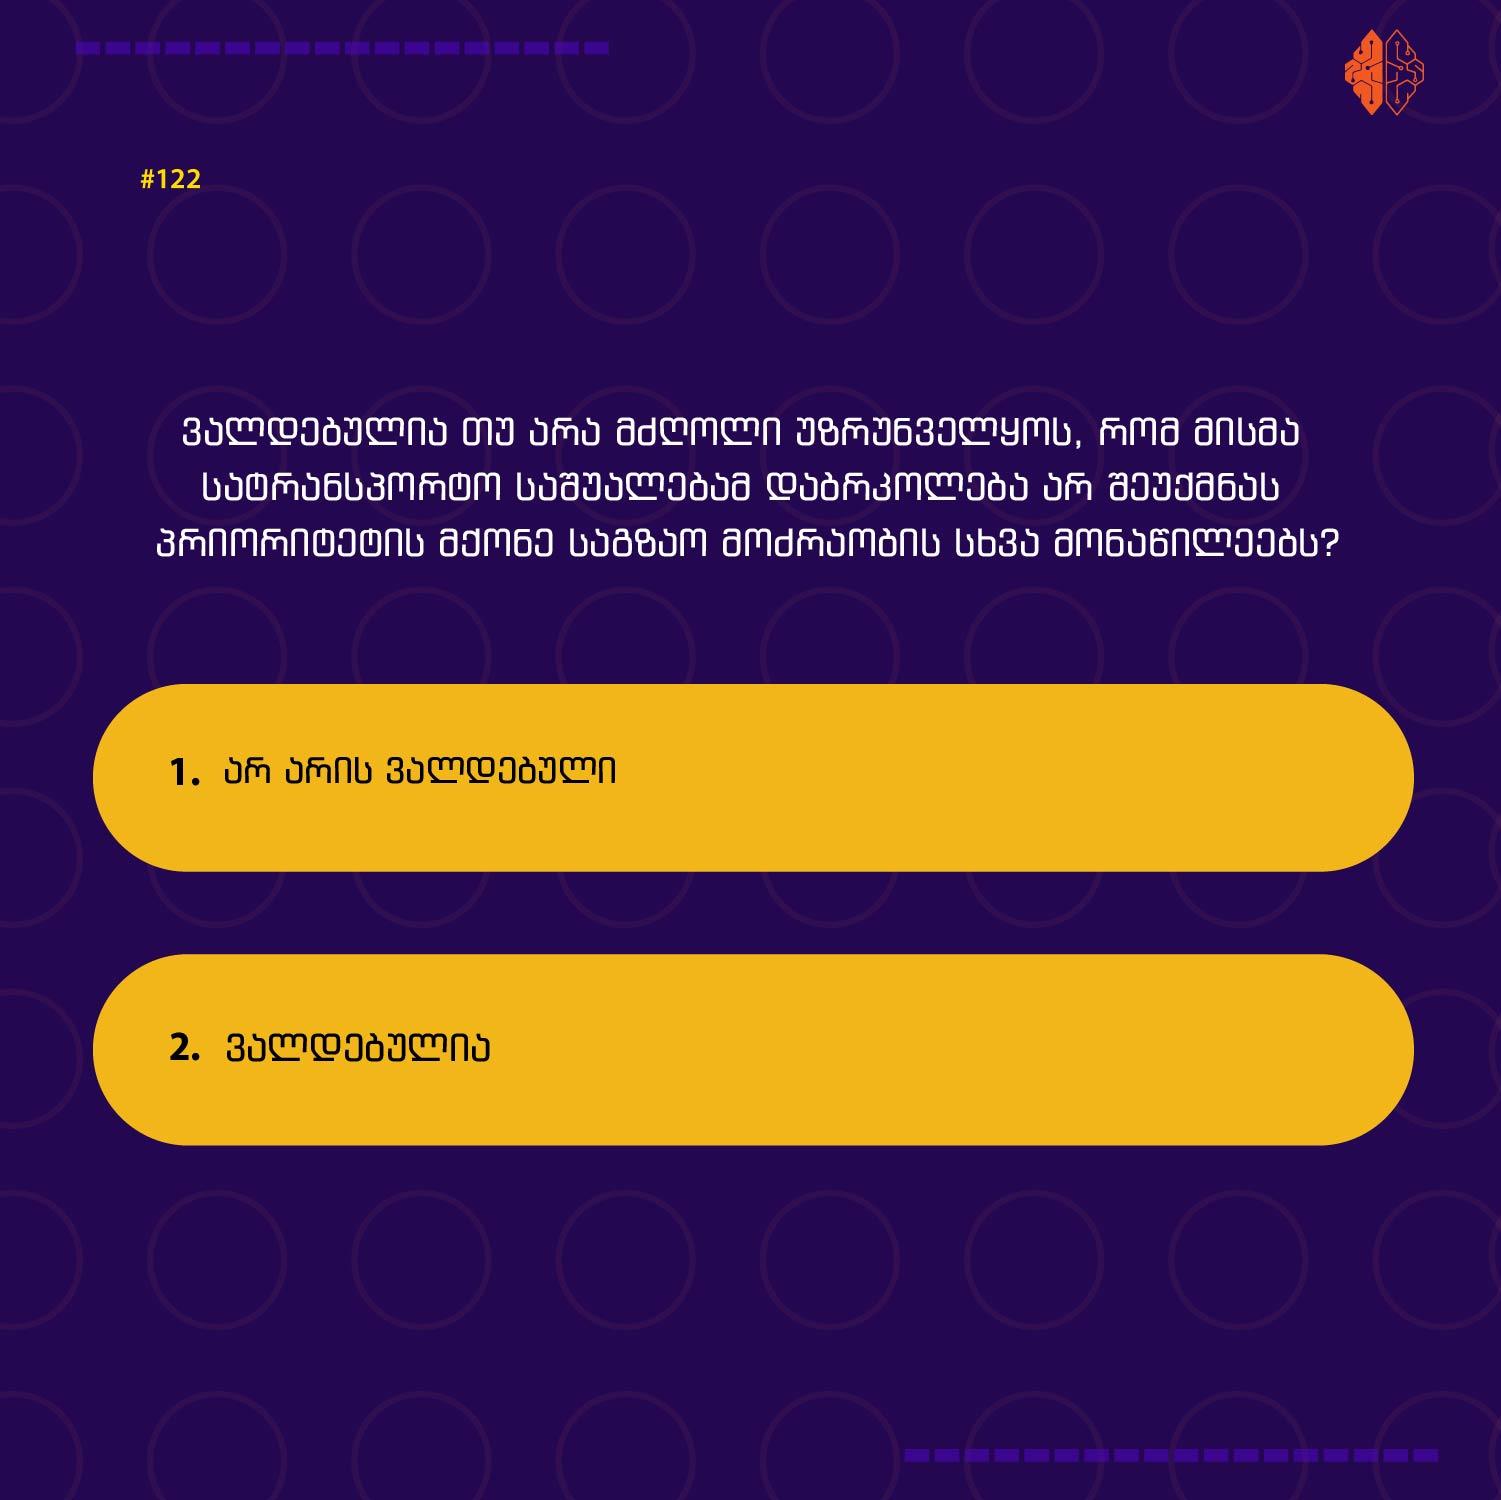 #122
ვალდებულია თუ არა მძღოლი უზრუნველყოს, რომ მისმა
სატრანსპორტო საშუალებამ დაბრკოლება არ შეუქმნას
პრიორიტეტის მქონე საგზაო მოძრაობის სხვა მონაწილეებს?
1. არ არის ვალდებული
2. ვალდებულია